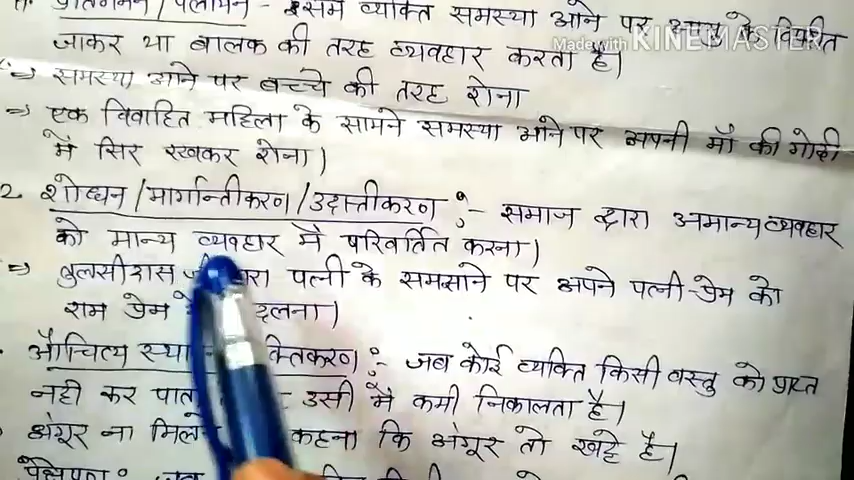 प्रतिगमन / पलायन - इसमें व्यक्ति समस्या आने पर आयु के विपरीत
जाकर या बालक की तरह व्यवहार करता है।
Made with KINEMASTER
=> समस्या आने पर बच्चे की तरह रोना
=> एक विवाहित महिला के सामने समस्या आने पर अपनी माँ की गोदी
में सिर रखकर रोना)
2 शोधन / मार्गान्तीकरण / उदात्तीकरण :- समाज द्वारा अमान्य व्यवहार
को मान्य व्यवहार में परिवर्तित करना)
=> तुलसीदास पत्नी के समझाने पर अपने पत्नी-प्रेम को
राम प्रेम
औचित्य :- जब कोई व्यक्ति किसी वस्तु को प्राप्त
नही कर उसी में कमी निकालता है।
अंगूर ना कहना कि अंगूर तो खट्टे है।